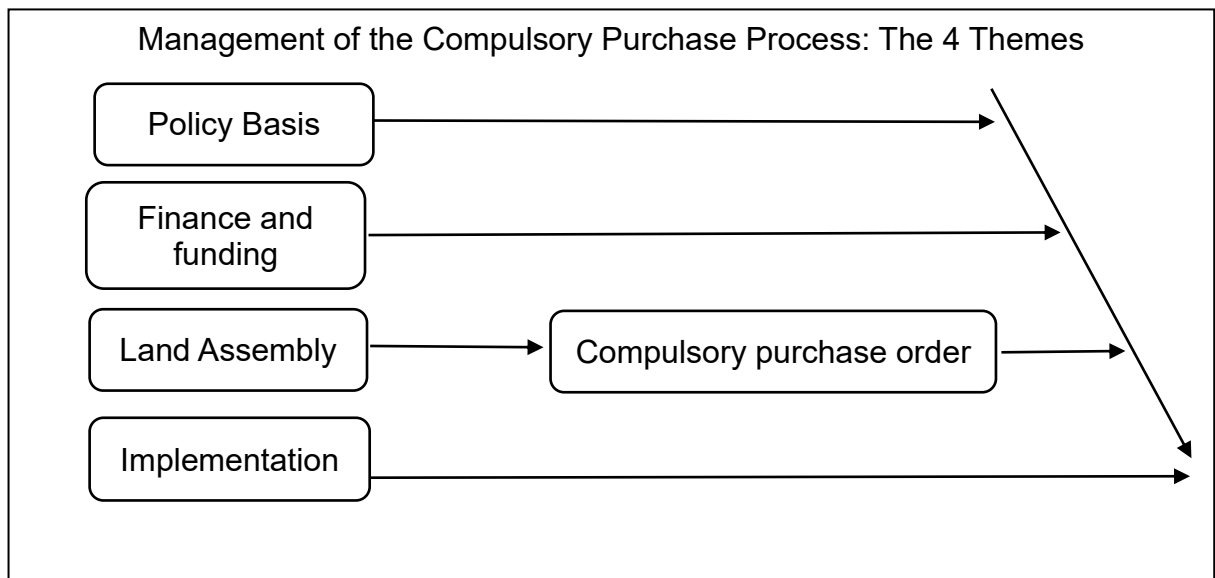 Management of the Compulsory Purchase Process: The 4 Themes
Policy Basis
Finance and
funding
Land Assembly
Compulsory purchase order
Implementation